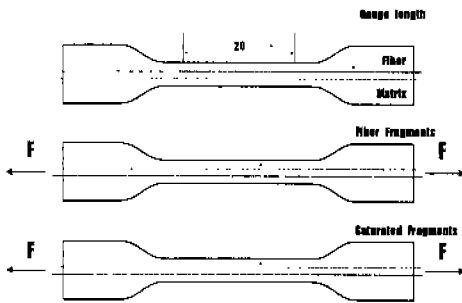 Gauge length
20
Fiber
Matrix
Fiber Fragments
F F
Saturated Fragments
F F